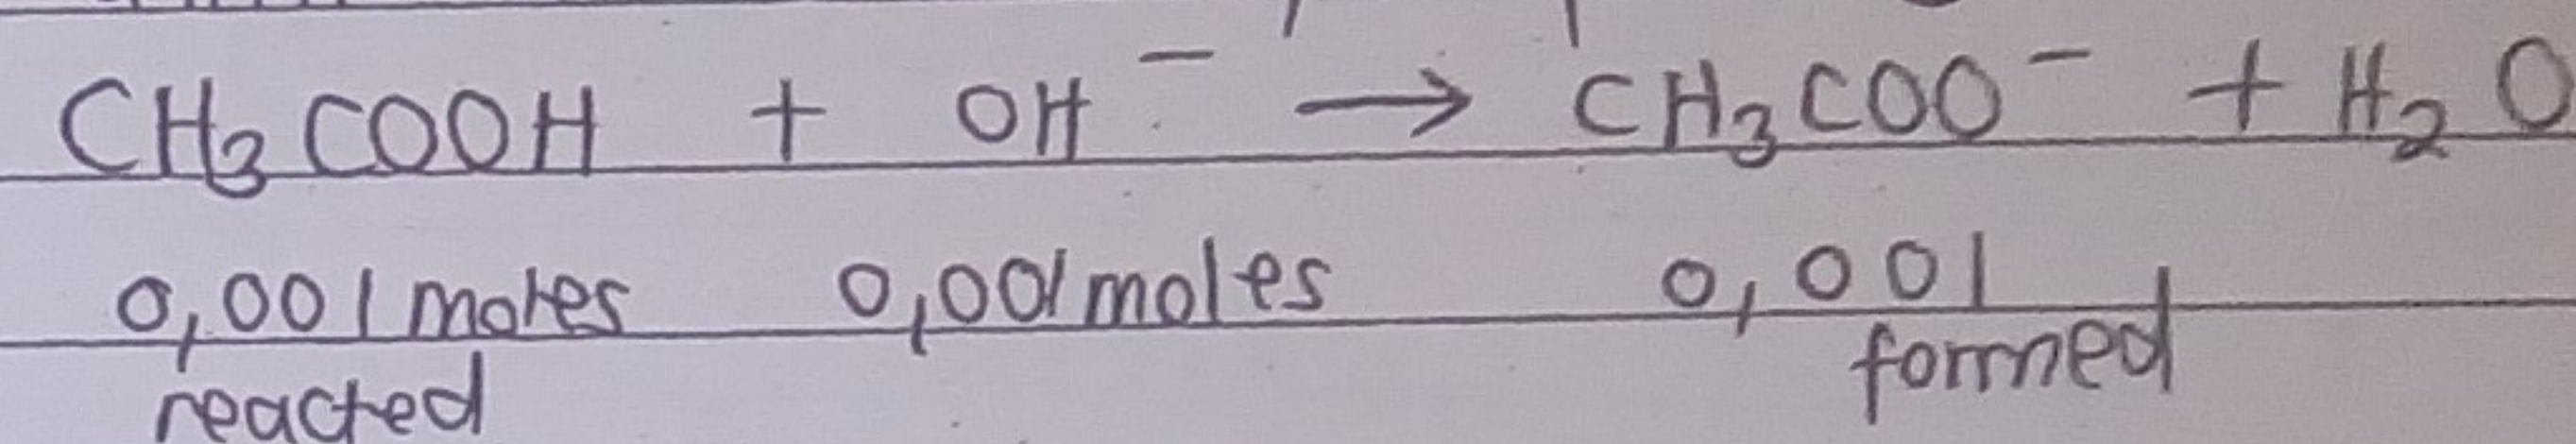 CH₃COOH + OH⁻ → CH₃COO⁻ + H₂O
0,001 moles 0,001 moles 0,001
reacted formed